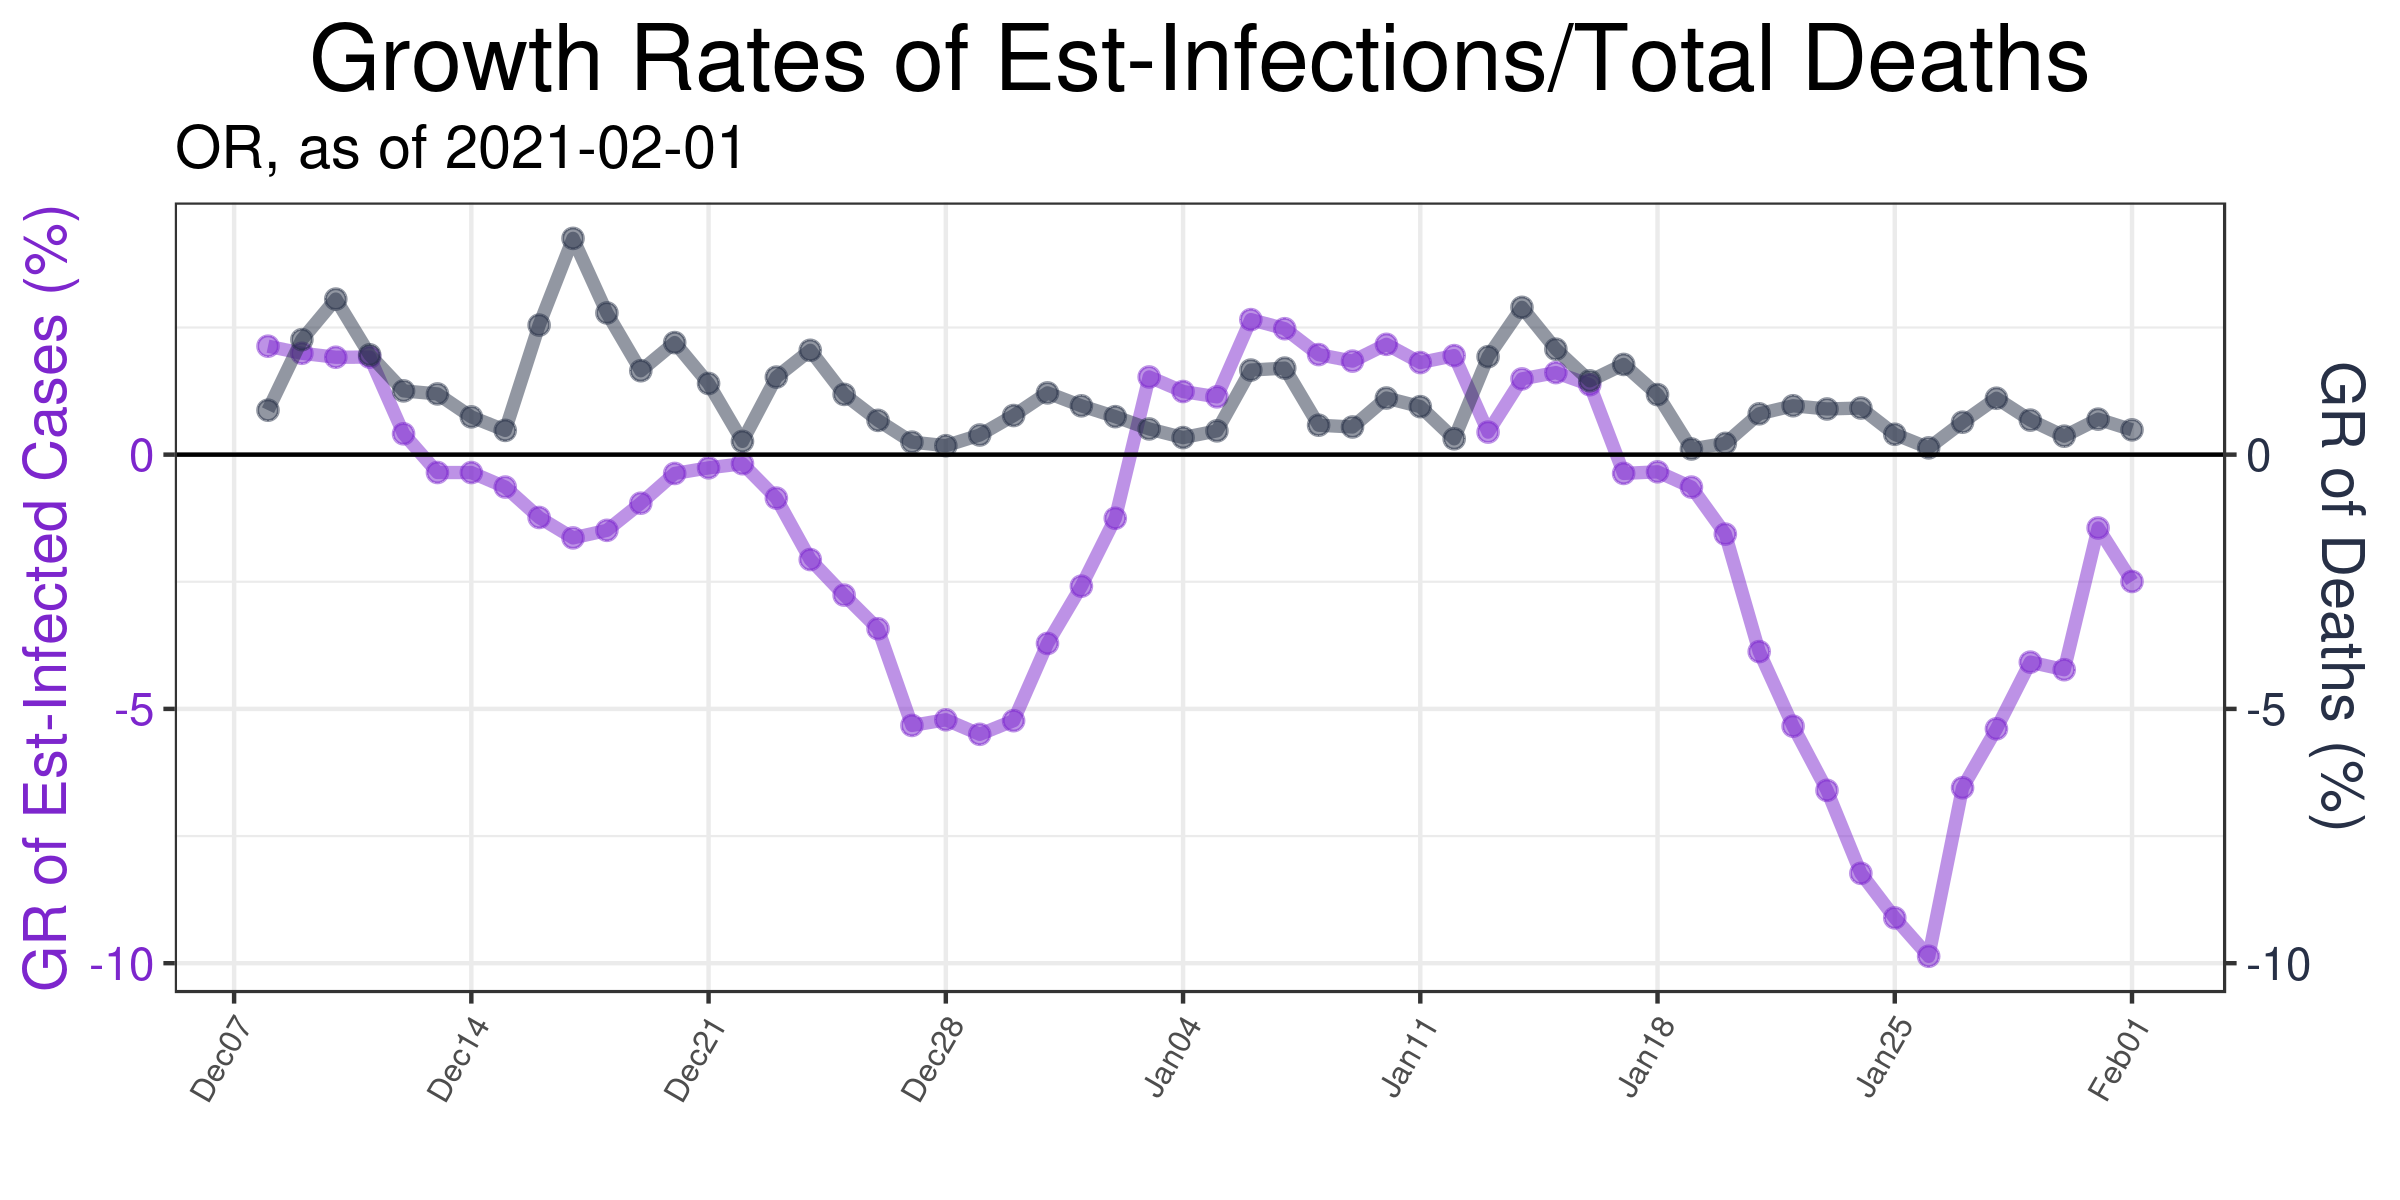 Growth Rates of Est-Infections/Total Deaths
OR, as of 2021-02-01
GR of Est-Infected Cases (%)
0
-5
-10
0
-5
-10
GR of Deaths (%)
Dec07
Dec14
Dec21
Dec28
Jan04
Jan11
Jan18
Jan25
Feb01